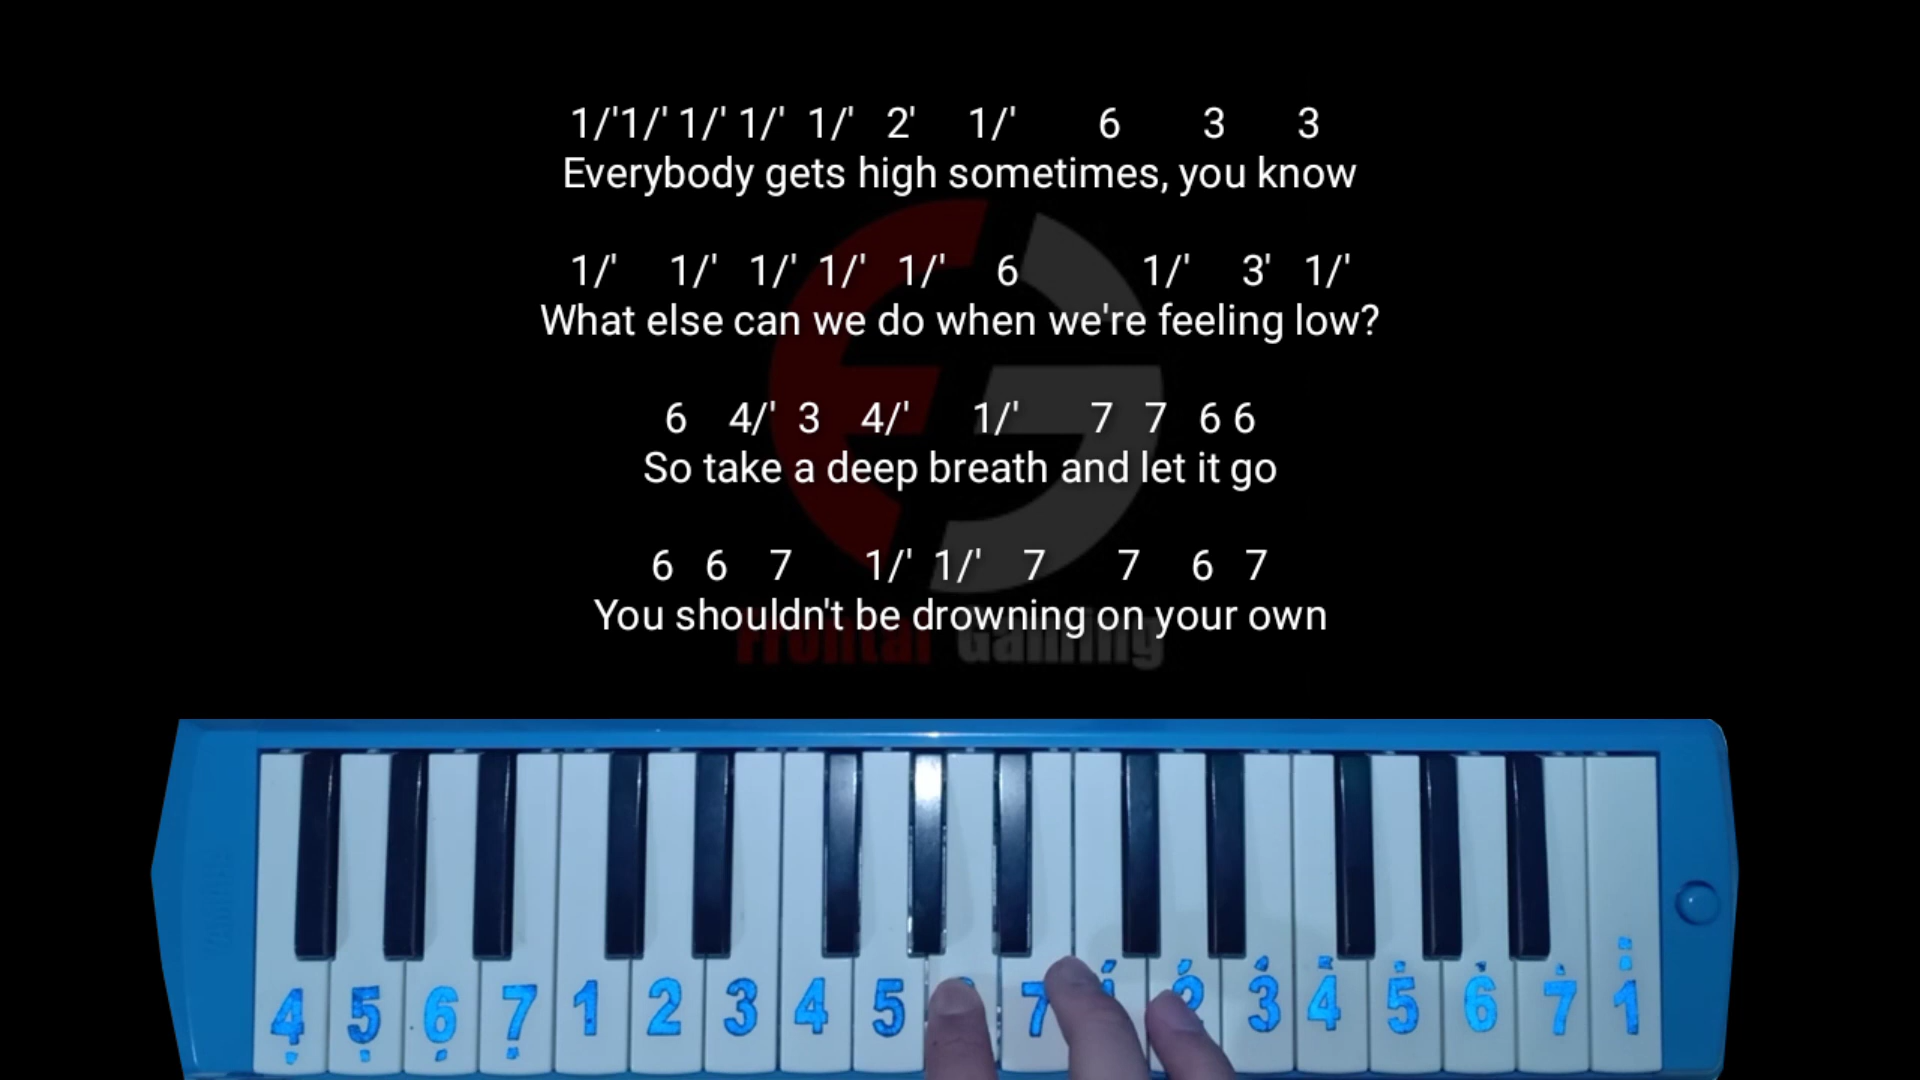 1/'1/' 1/' 1/' 1/' 2' 1/' 6 3 3
Everybody gets high sometimes, you know
1/' 1/' 1/' 1/' 1/' 6 1/' 3' 1/'
What else can we do when we're feeling low?
6 4/' 3 4/' 1/' 7 7 6 6
So take a deep breath and let it go
6 6 7 1/' 1/' 7 7 6 7
You shouldn't be drowning on your own
Frontal Gaming
4 5 6 7 1 2 3 4 5 7 1 2 3 4 5 6 7 1